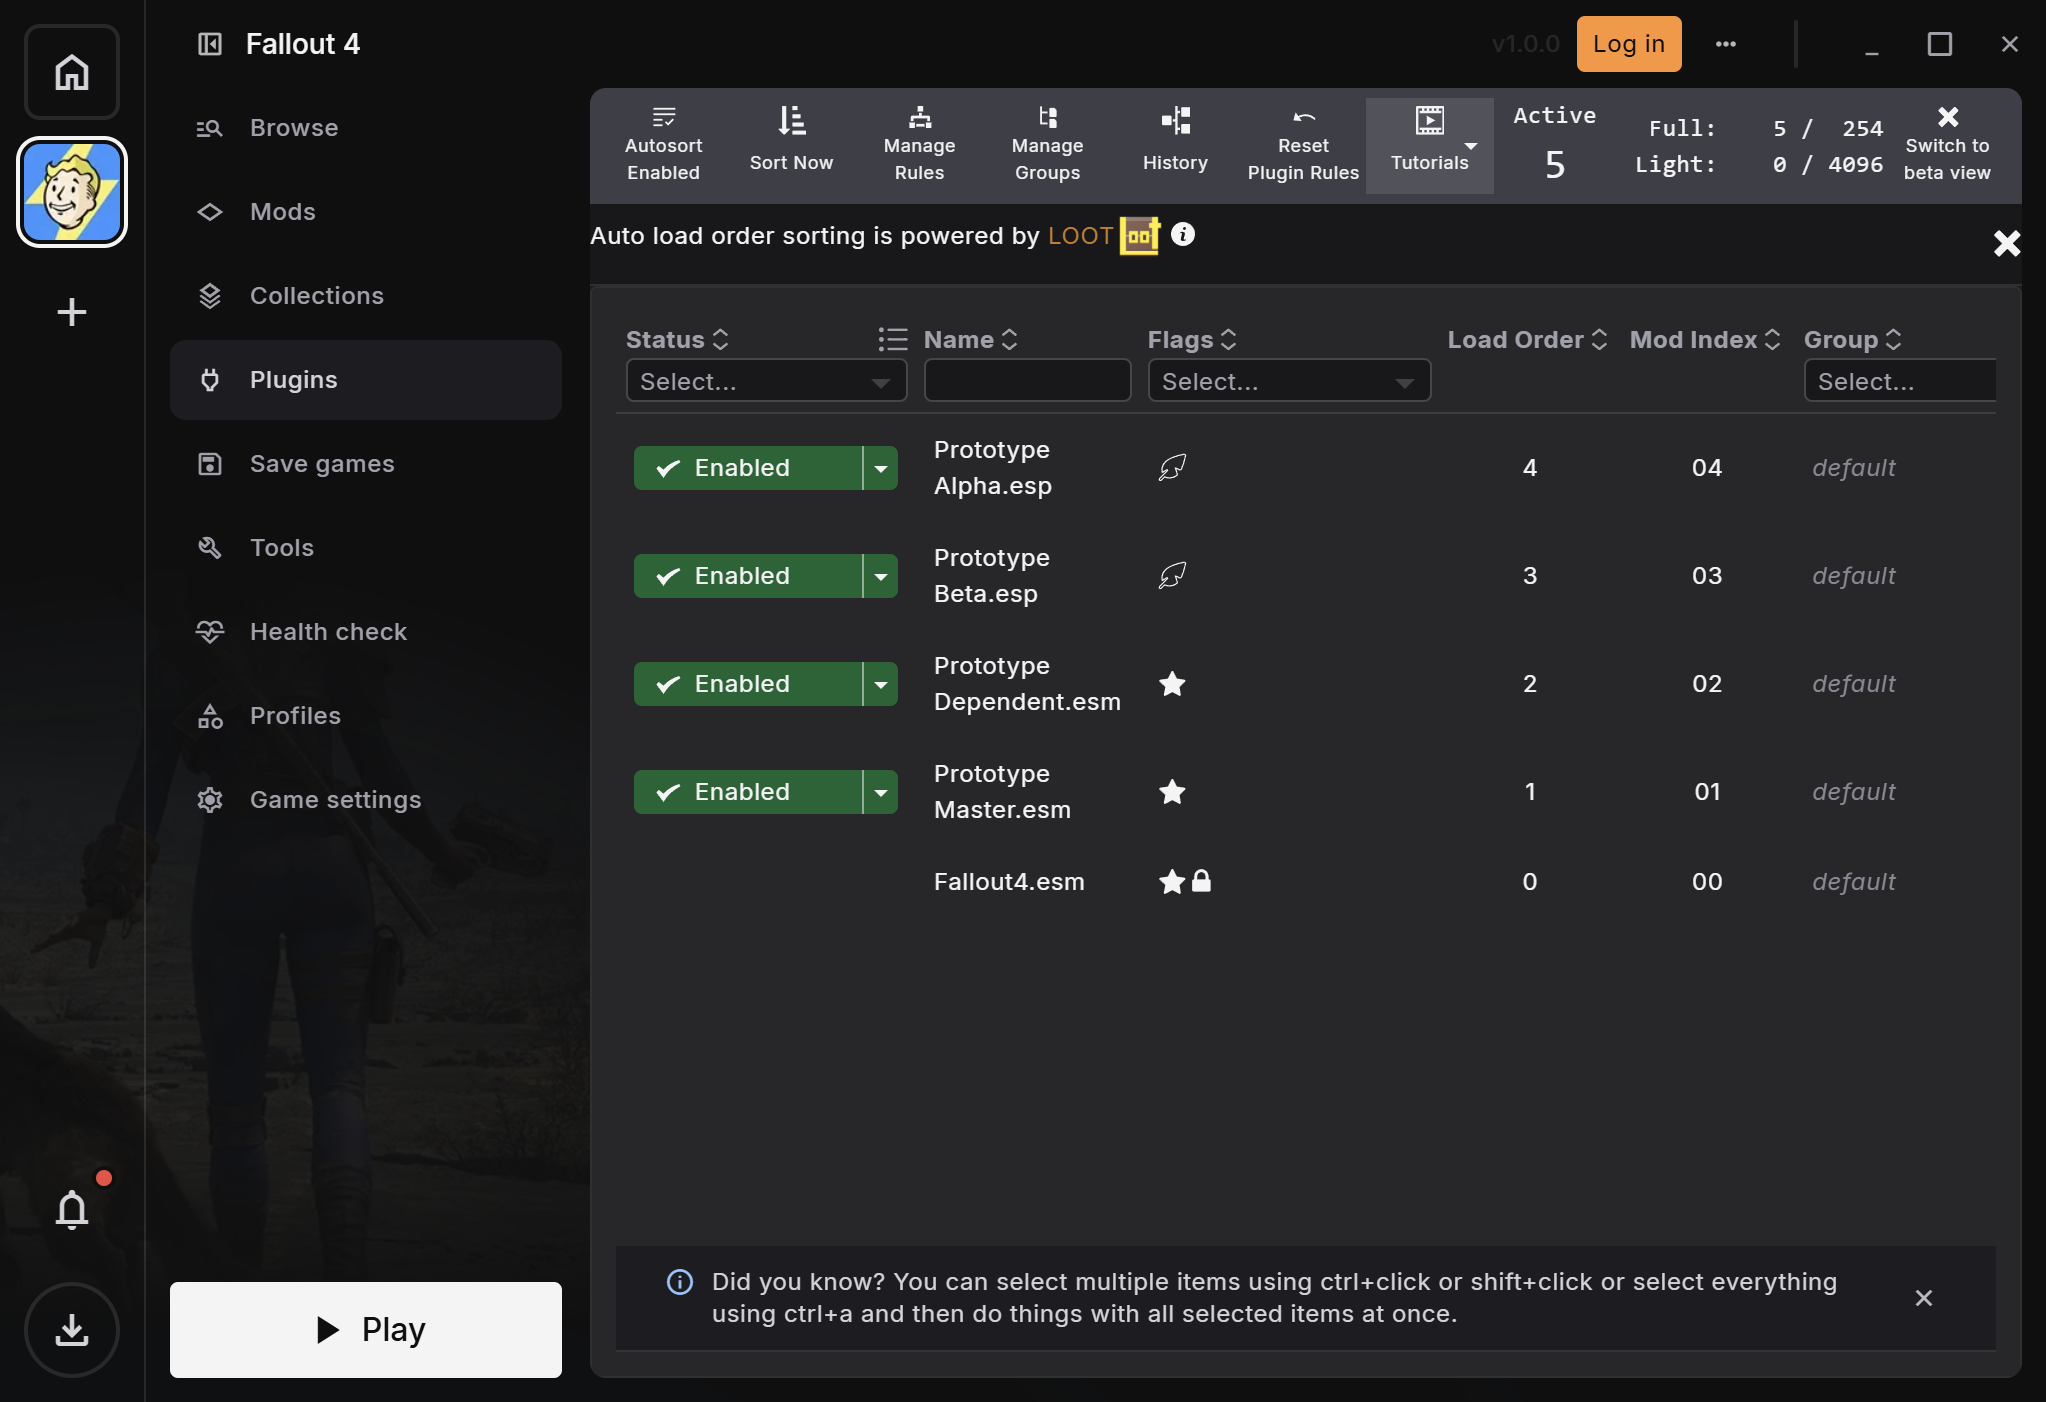 Fallout 4
v1.0.0
Log in
Browse
Mods
Collections
Plugins
Save games
Tools
Health check
Profiles
Game settings
Play
Autosort
Enabled
Sort Now
Manage
Rules
Manage
Groups
History
Reset
Plugin Rules
Tutorials
Active
5
Full: 5 / 254
Light: 0 / 4096
Switch to
beta view
Auto load order sorting is powered by LOOT
Status Name Flags Load Order Mod Index Group
Select... Select... Select...
Enabled Prototype Alpha.esp 4 04 default
Enabled Prototype Beta.esp 3 03 default
Enabled Prototype Dependent.esm 2 02 default
Enabled Prototype Master.esm 1 01 default
Fallout4.esm 0 00 default
Did you know? You can select multiple items using ctrl+click or shift+click or select everything
using ctrl+a and then do things with all selected items at once.